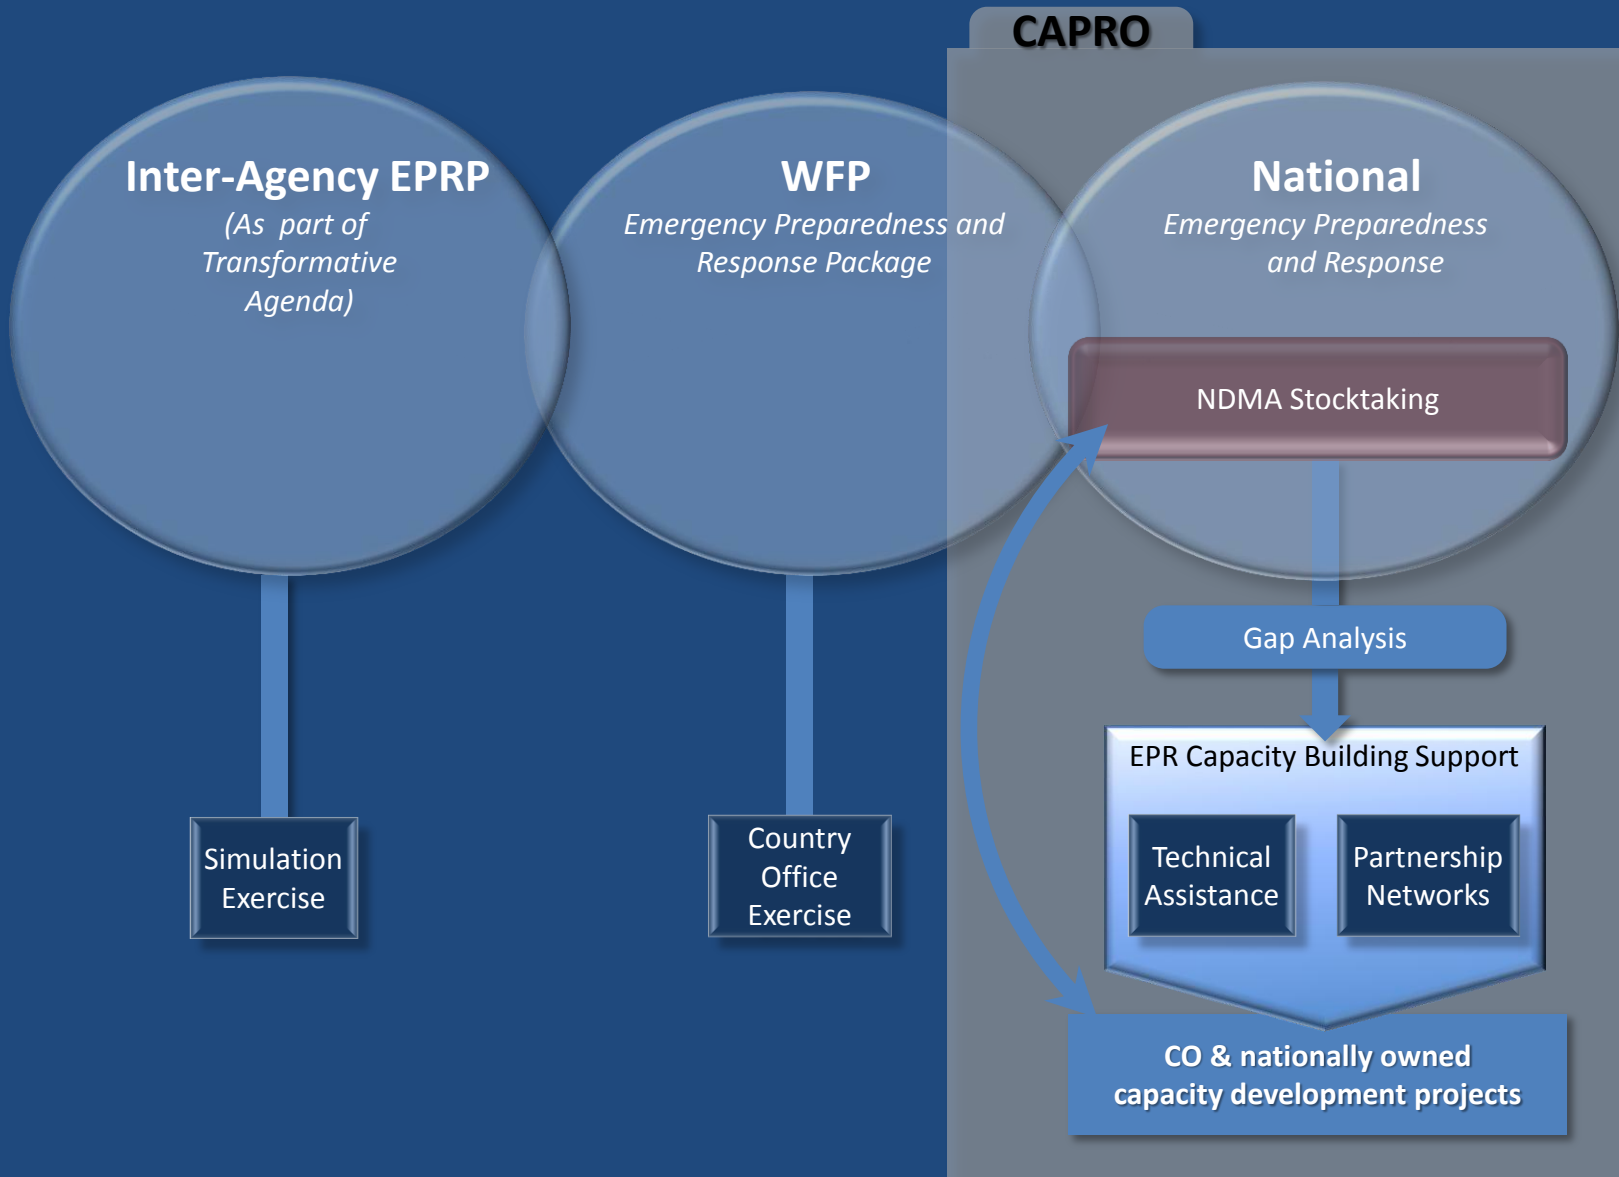 CAPRO
Inter-Agency EPRP
(As part of
Transformative
Agenda)
WFP
Emergency Preparedness and
Response Package
National
Emergency Preparedness
and Response
NDMA Stocktaking
Gap Analysis
EPR Capacity Building Support
Simulation
Exercise
Country
Office
Exercise
Technical
Assistance
Partnership
Networks
CO & nationally owned
capacity development projects